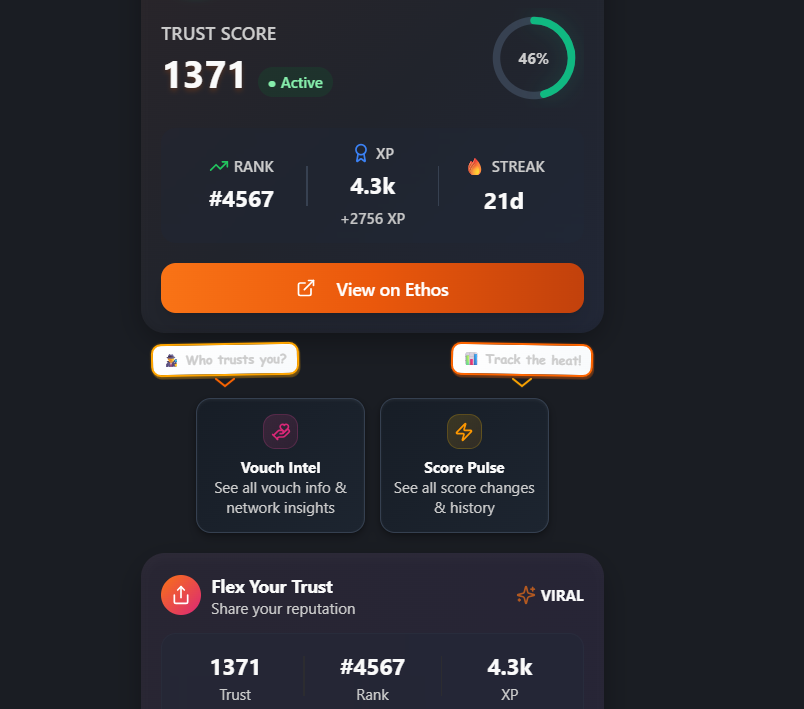 TRUST SCORE
1371
Active
46%
RANK
#4567
XP
4.3k
+2756 XP
STREAK
21d
View on Ethos
Who trusts you?
Track the heat!
Vouch Intel
See all vouch info &
network insights
Score Pulse
See all score changes
& history
Flex Your Trust
Share your reputation
VIRAL
1371
Trust
#4567
Rank
4.3k
XP